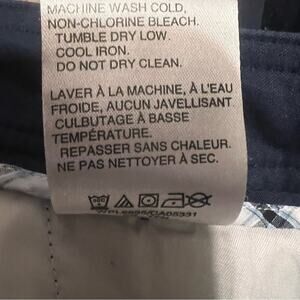 MACHINE WASH COLD,
NON-CHLORINE BLEACH.
TUMBLE DRY LOW.
COOL IRON.
DO NOT DRY CLEAN.
LAVER À LA MACHINE, À L'EAU
FROIDE, AUCUN JAVELLISANT
CULBUTAGE À BASSE
TEMPÉRATURE.
REPASSER SANS CHALEUR.
NE PAS NETTOYER À SEC.